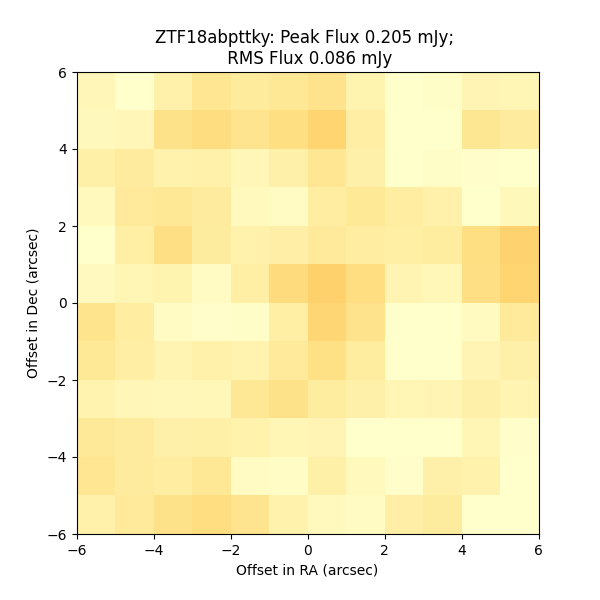 ZTF18abpttky: Peak Flux 0.205 mJy;
RMS Flux 0.086 mJy
6
4
2
0
−2
−4
−6
Offset in Dec (arcsec)
−6 −4 −2 0 2 4 6
Offset in RA (arcsec)